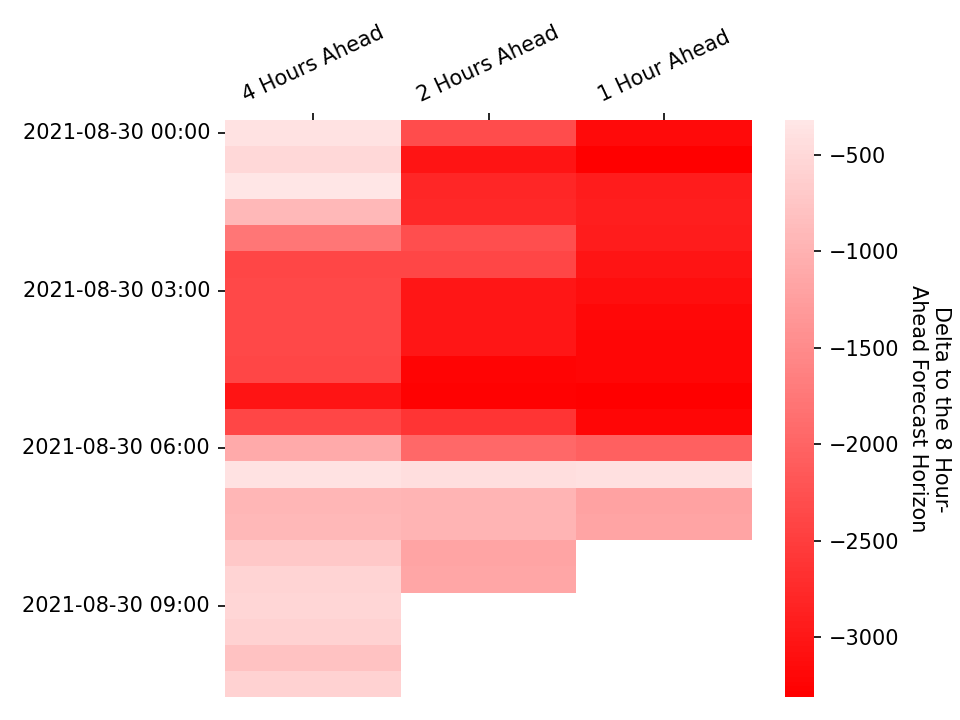 4 Hours Ahead
2 Hours Ahead
1 Hour Ahead
2021-08-30 00:00
2021-08-30 03:00
2021-08-30 06:00
2021-08-30 09:00
−500
−1000
−1500
−2000
−2500
−3000
Delta to the 8 Hour-
Ahead Forecast Horizon